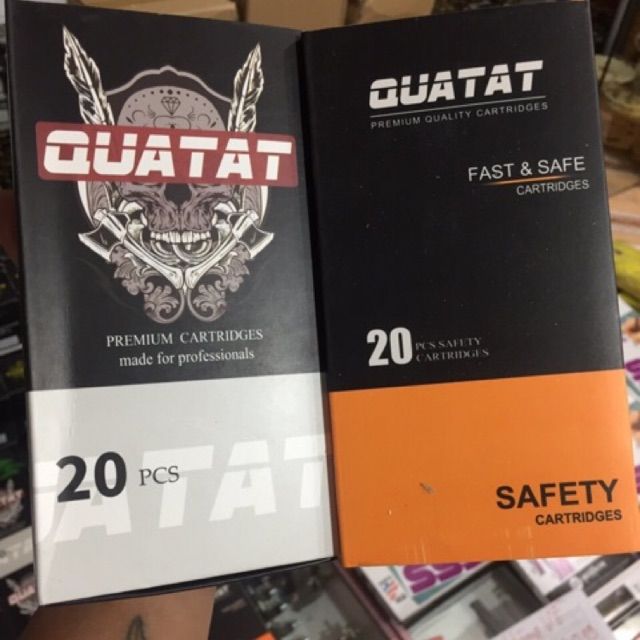 QUATAT
PREMIUM CARTRIDGES
made for professionals
20 PCS
QUATAT
QUATAT
PREMIUM QUALITY CARTRIDGES
FAST & SAFE
CARTRIDGES
20 PCS.SAFETY
CARTRIDGES
SAFETY
CARTRIDGES